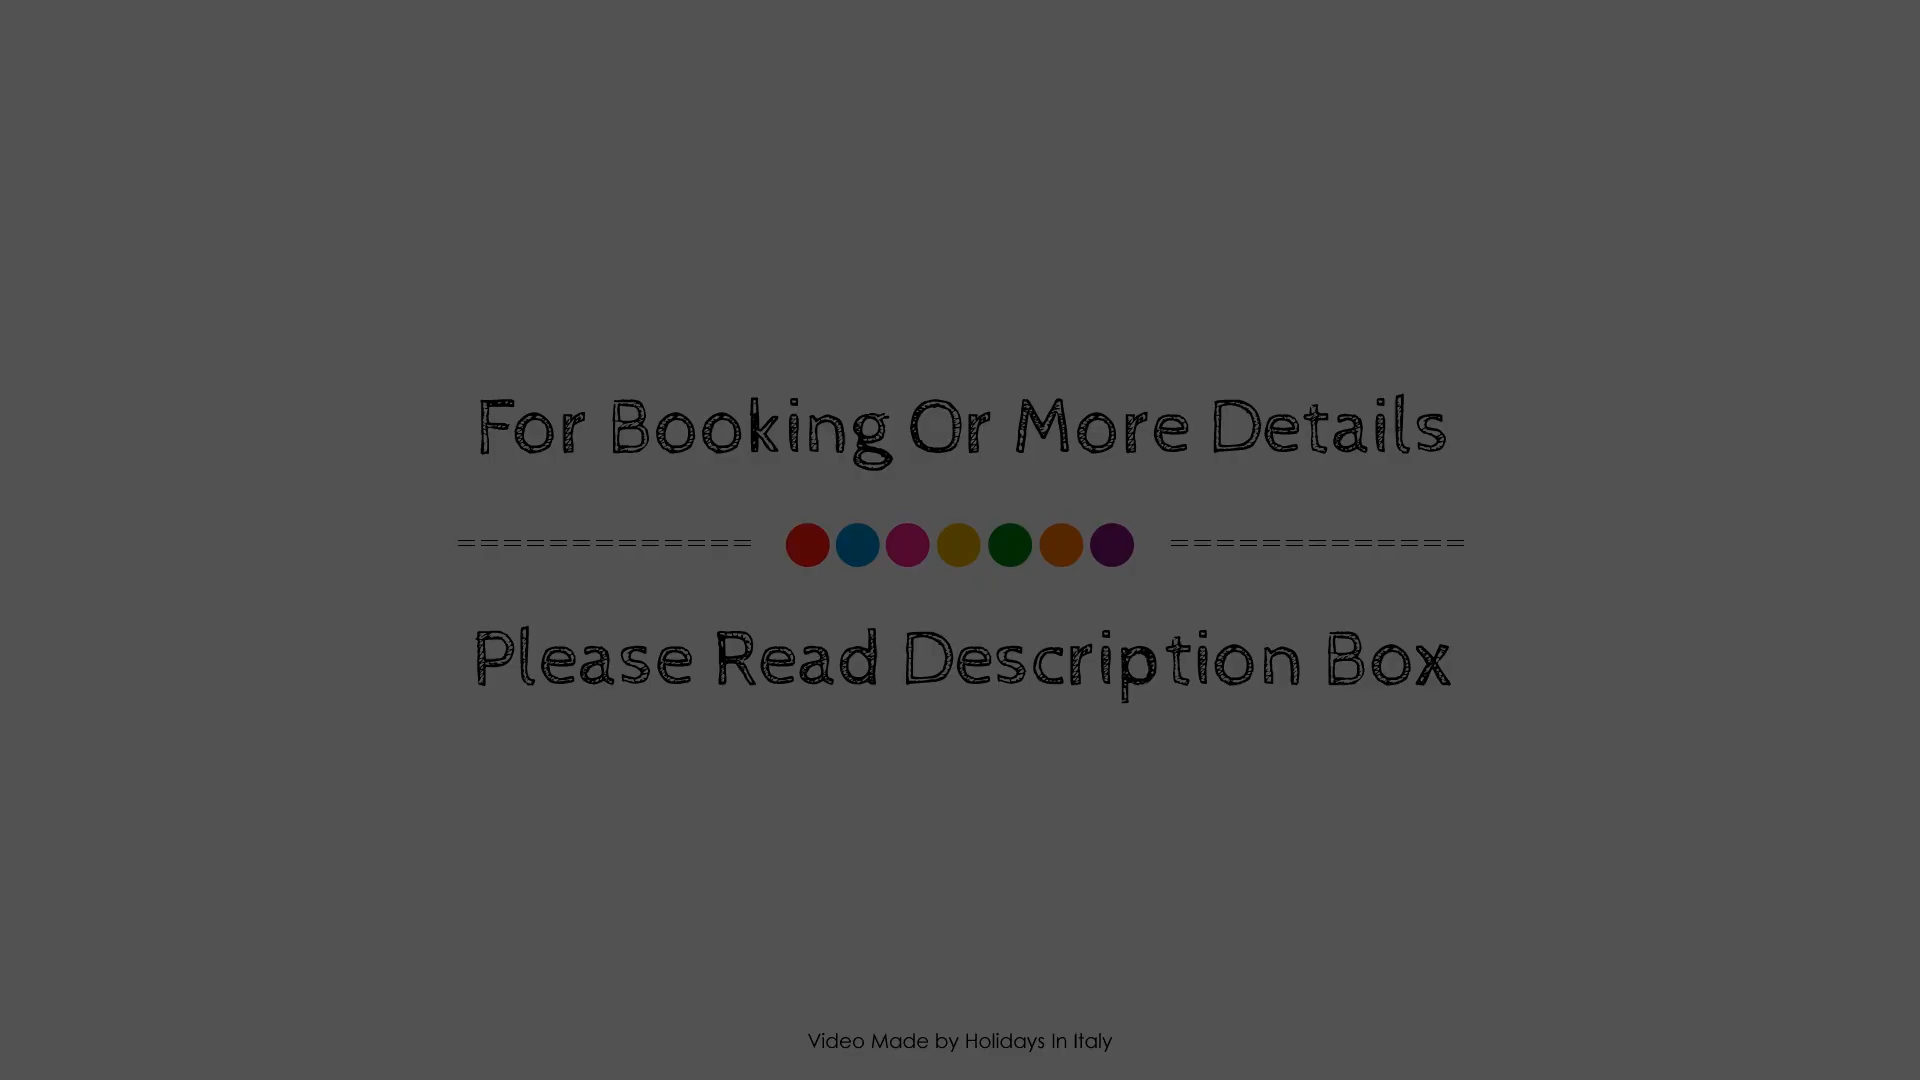 For Booking Or More Details
============= =============
Please Read Description Box
Video Made by Holidays In Italy